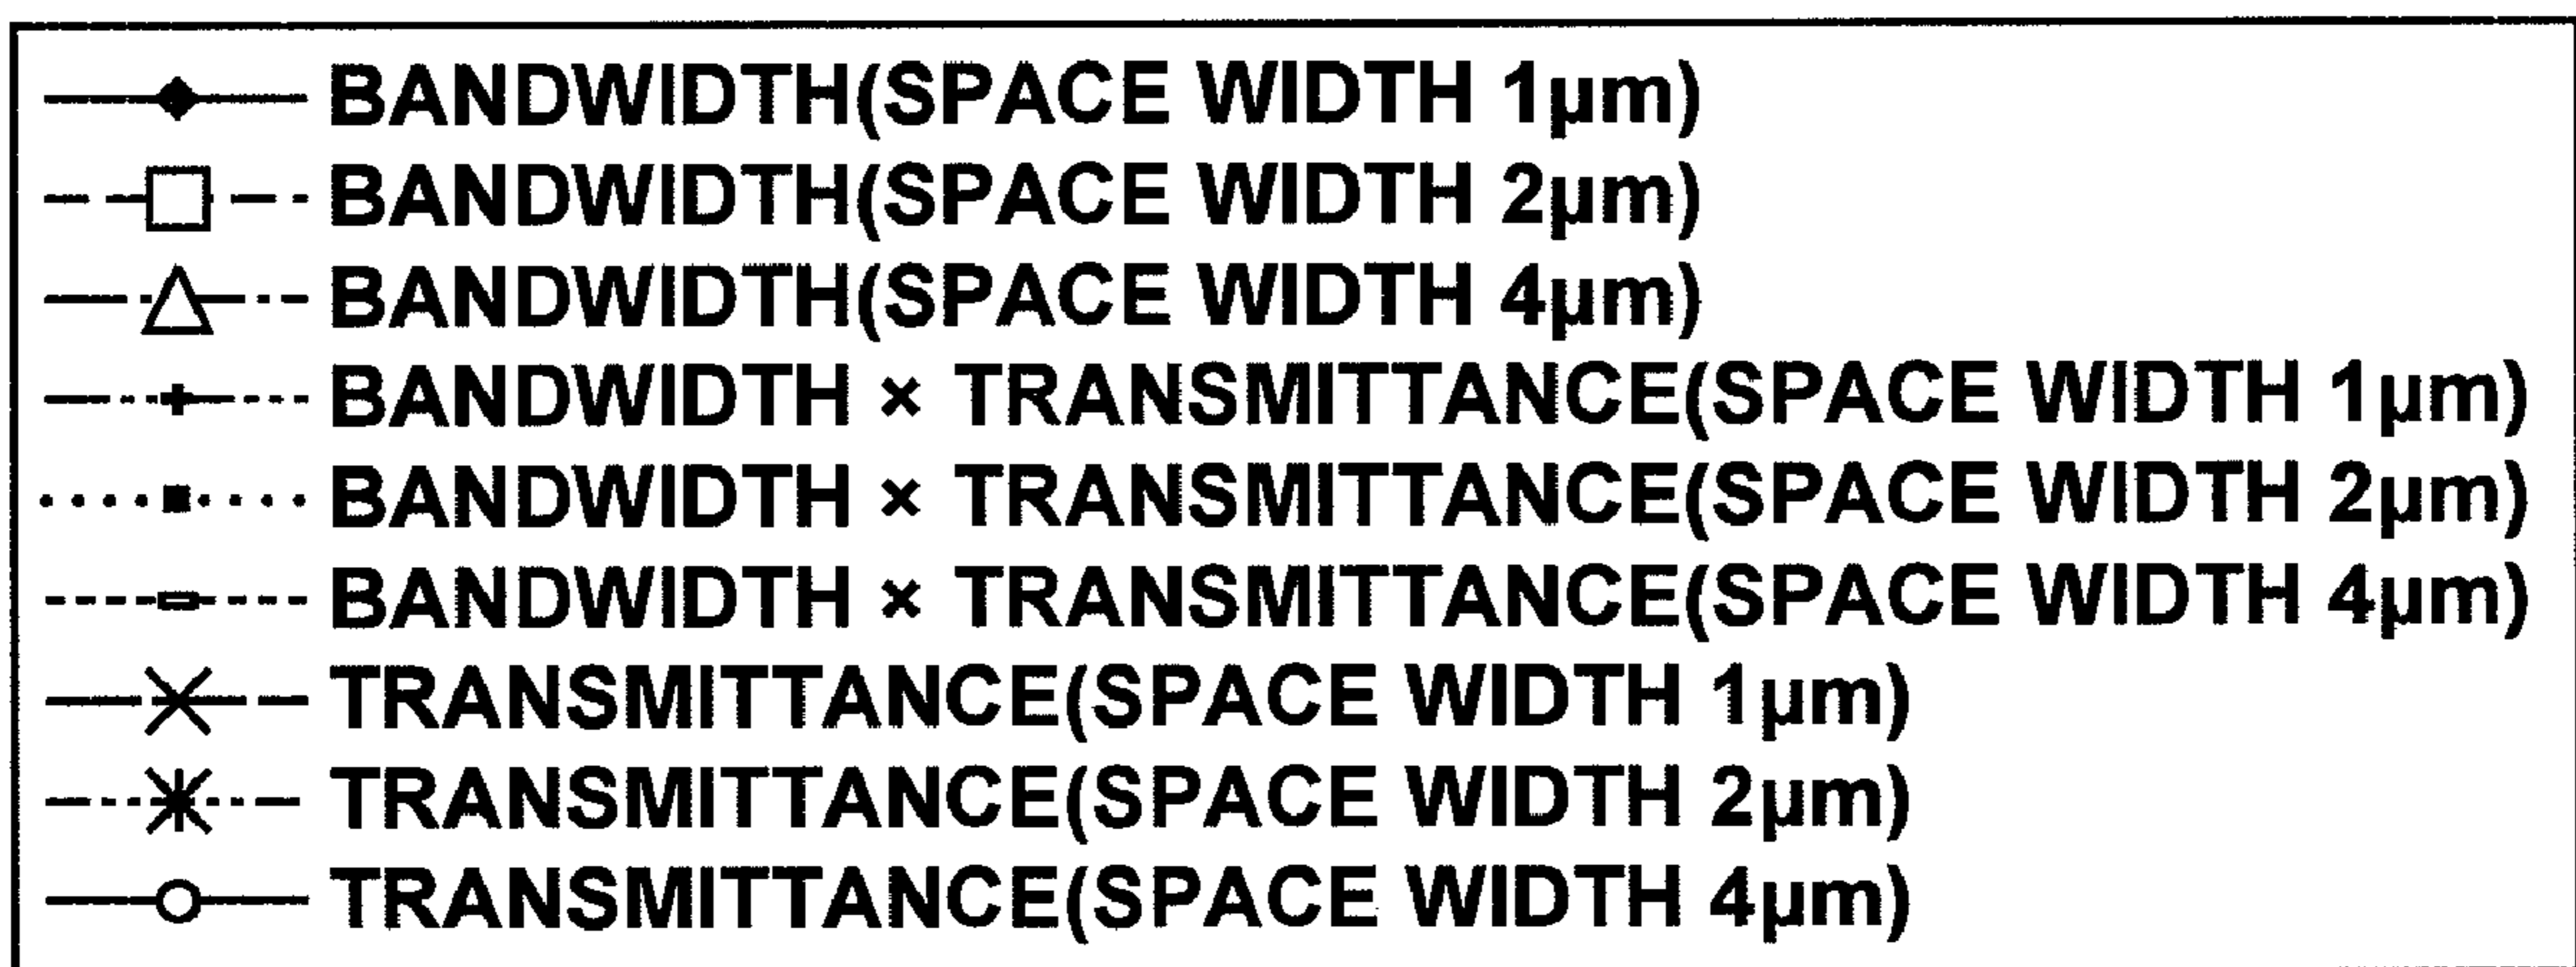 BANDWIDTH(SPACE WIDTH 1µm)
BANDWIDTH(SPACE WIDTH 2µm)
BANDWIDTH(SPACE WIDTH 4µm)
BANDWIDTH × TRANSMITTANCE(SPACE WIDTH 1µm)
BANDWIDTH × TRANSMITTANCE(SPACE WIDTH 2µm)
BANDWIDTH × TRANSMITTANCE(SPACE WIDTH 4µm)
TRANSMITTANCE(SPACE WIDTH 1µm)
TRANSMITTANCE(SPACE WIDTH 2µm)
TRANSMITTANCE(SPACE WIDTH 4µm)